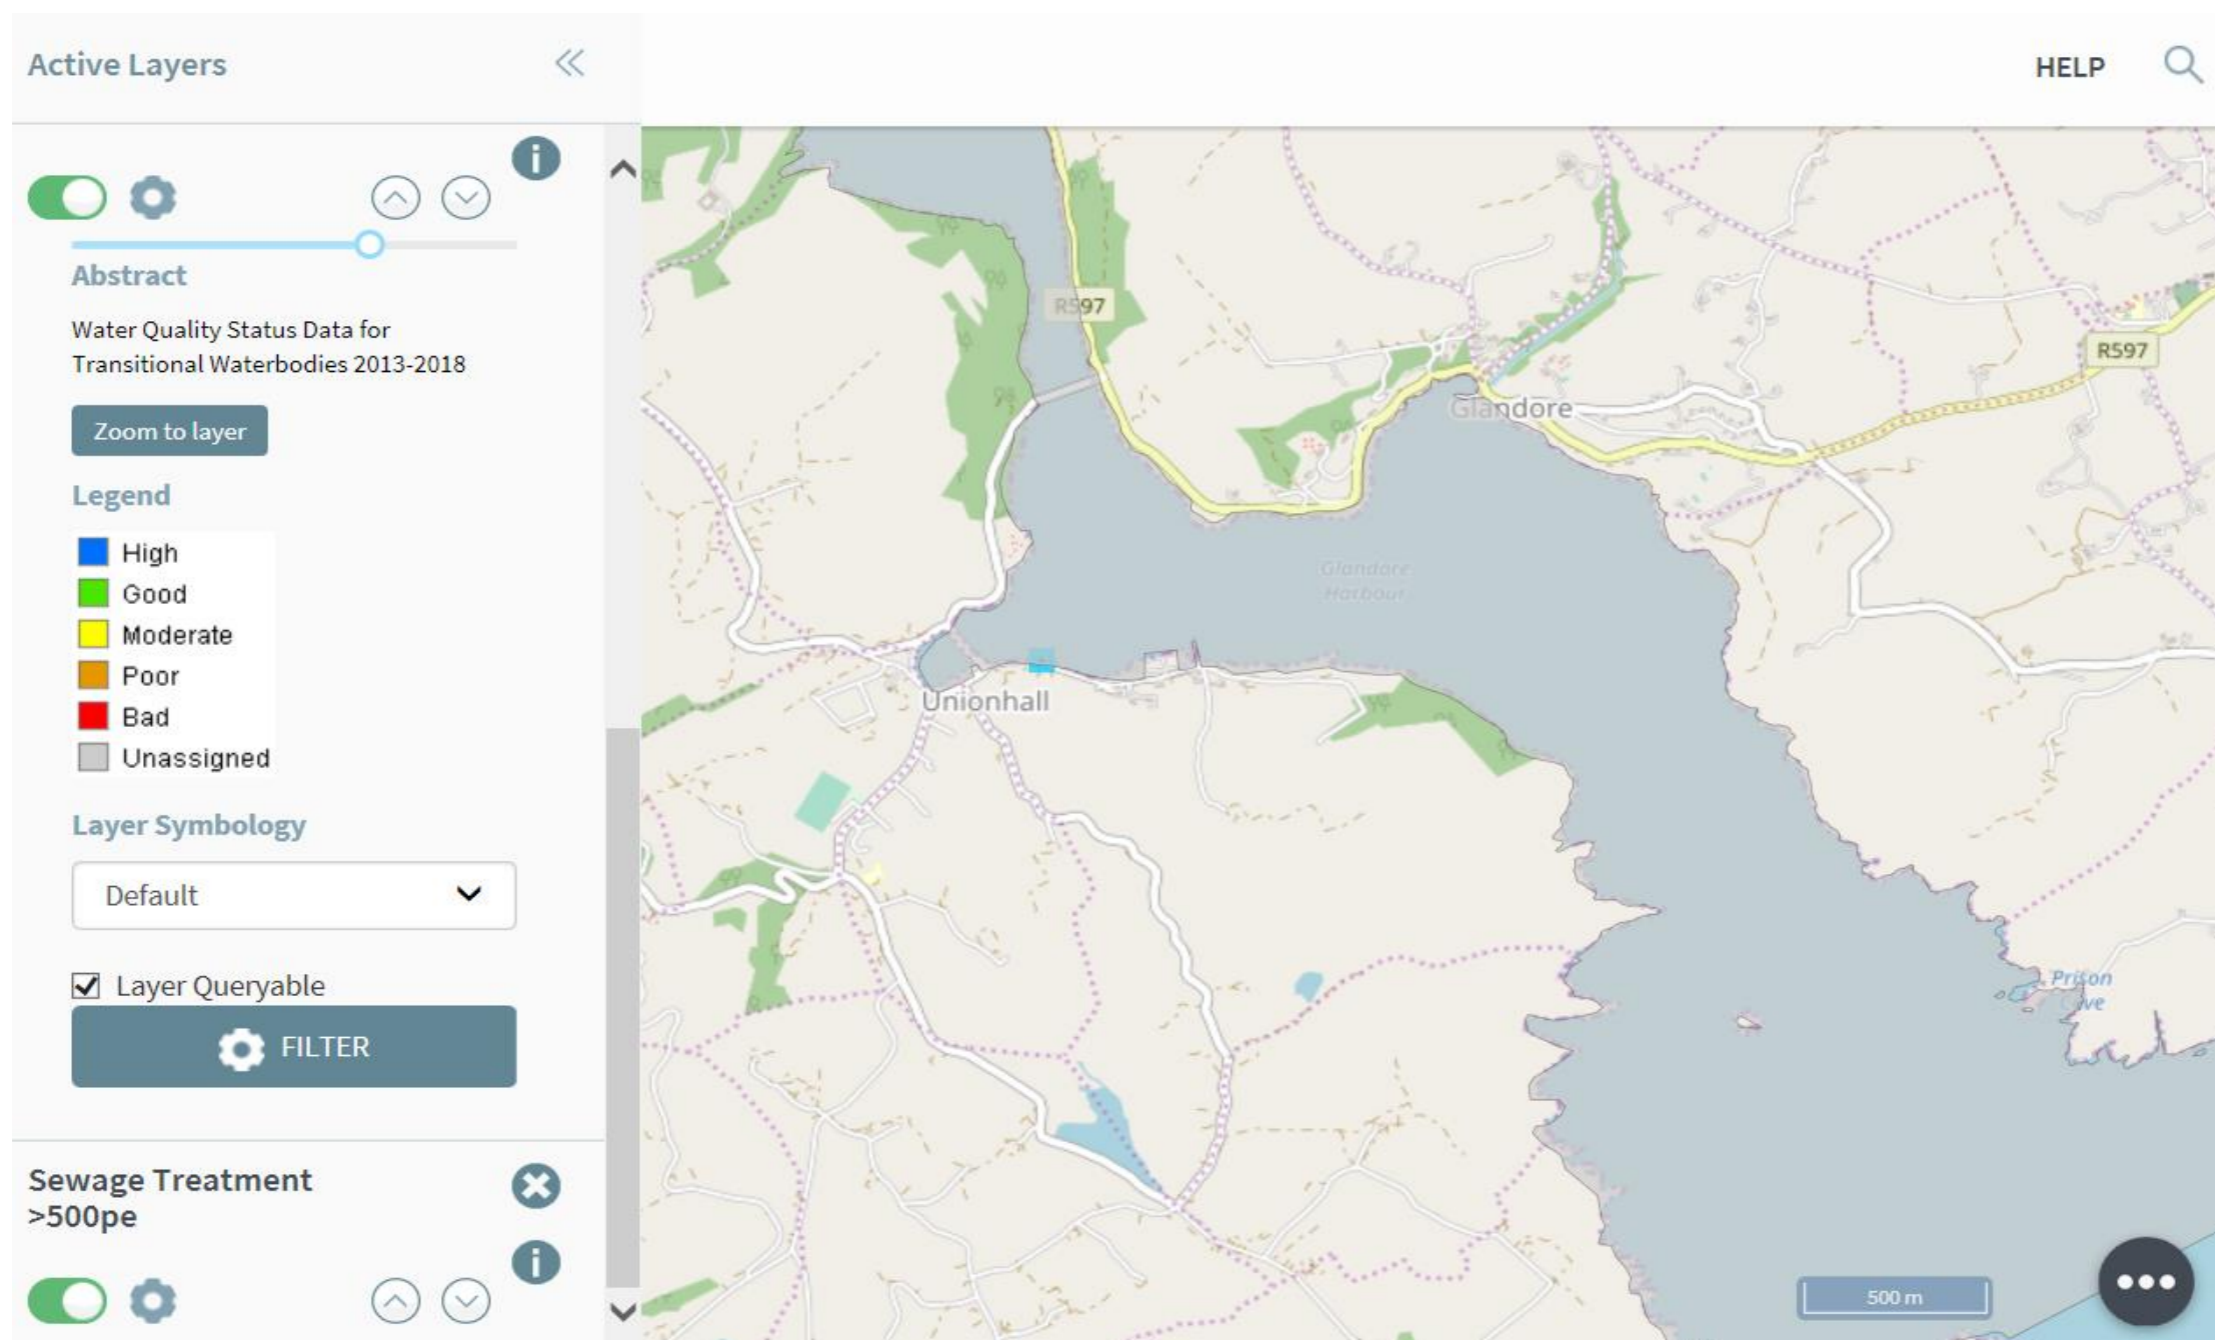 Active Layers
HELP
Abstract
Water Quality Status Data for
Transitional Waterbodies 2013-2018
Zoom to layer
Legend
High
Good
Moderate
Poor
Bad
Unassigned
Layer Symbology
Default
Layer Queryable
FILTER
Sewage Treatment
>500pe
R597
R597
Glandore
Glandore
Harbour
Unionhall
Prison
Cove
500 m